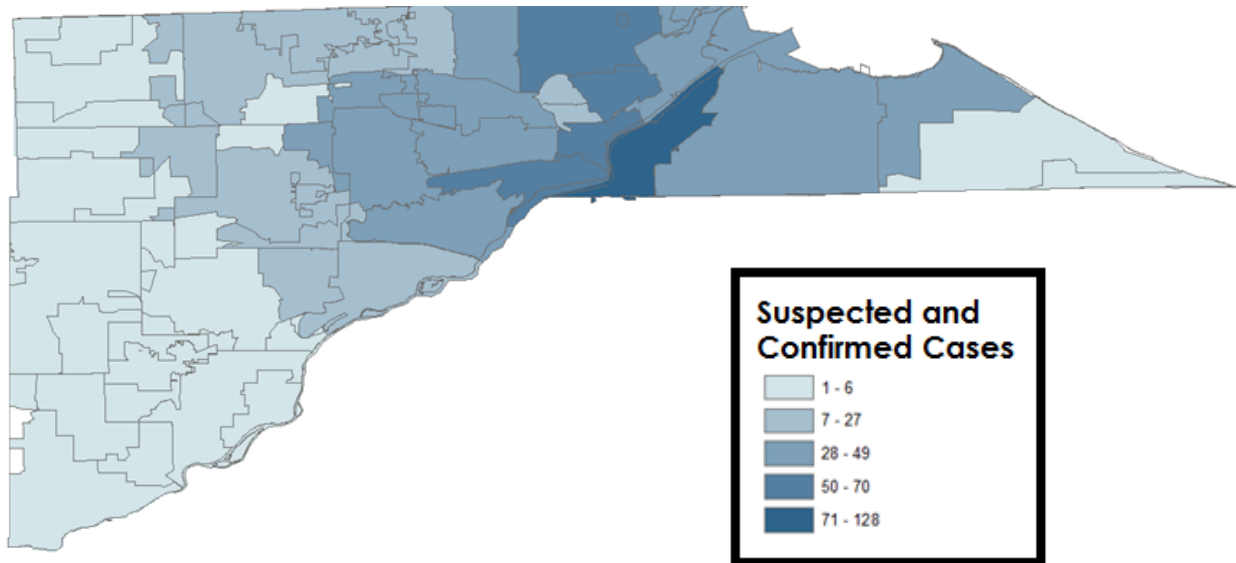 Suspected and
Confirmed Cases
1 - 6
7 - 27
28 - 49
50 - 70
71 - 128